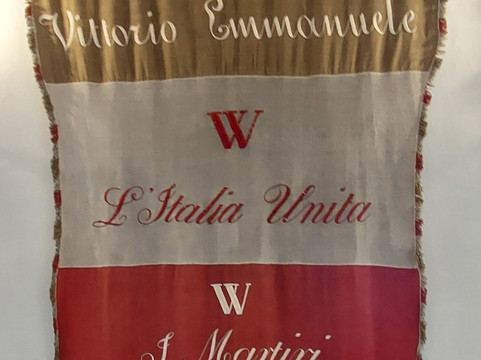 Vittorio Emmanuele
W
L'Italia Unita
W
I Martiri